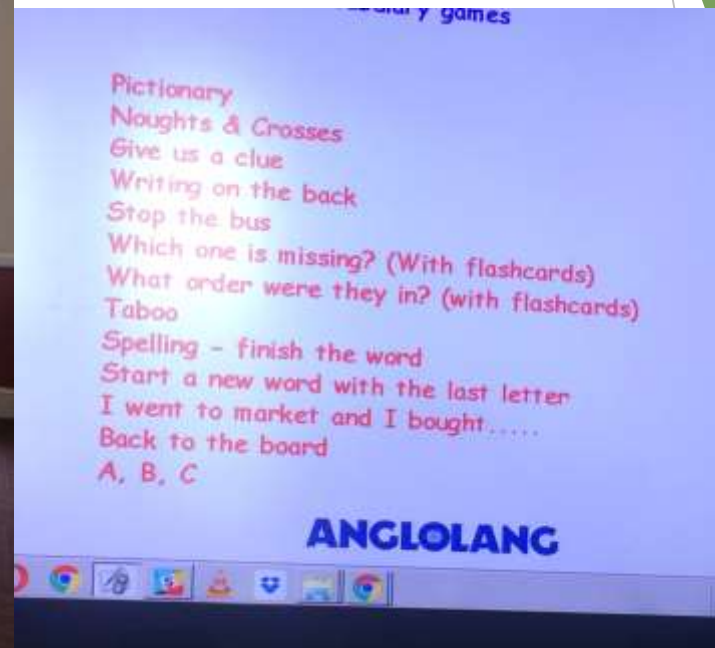 games
Pictionary
Noughts & Crosses
Give us a clue
Writing on the back
Stop the bus
Which one is missing? (With flashcards)
What order were they in? (with flashcards)
Taboo
Spelling - finish the word
Start a new word with the last letter
I went to market and I bought.....
Back to the board
A, B, C
ANGLOLANG